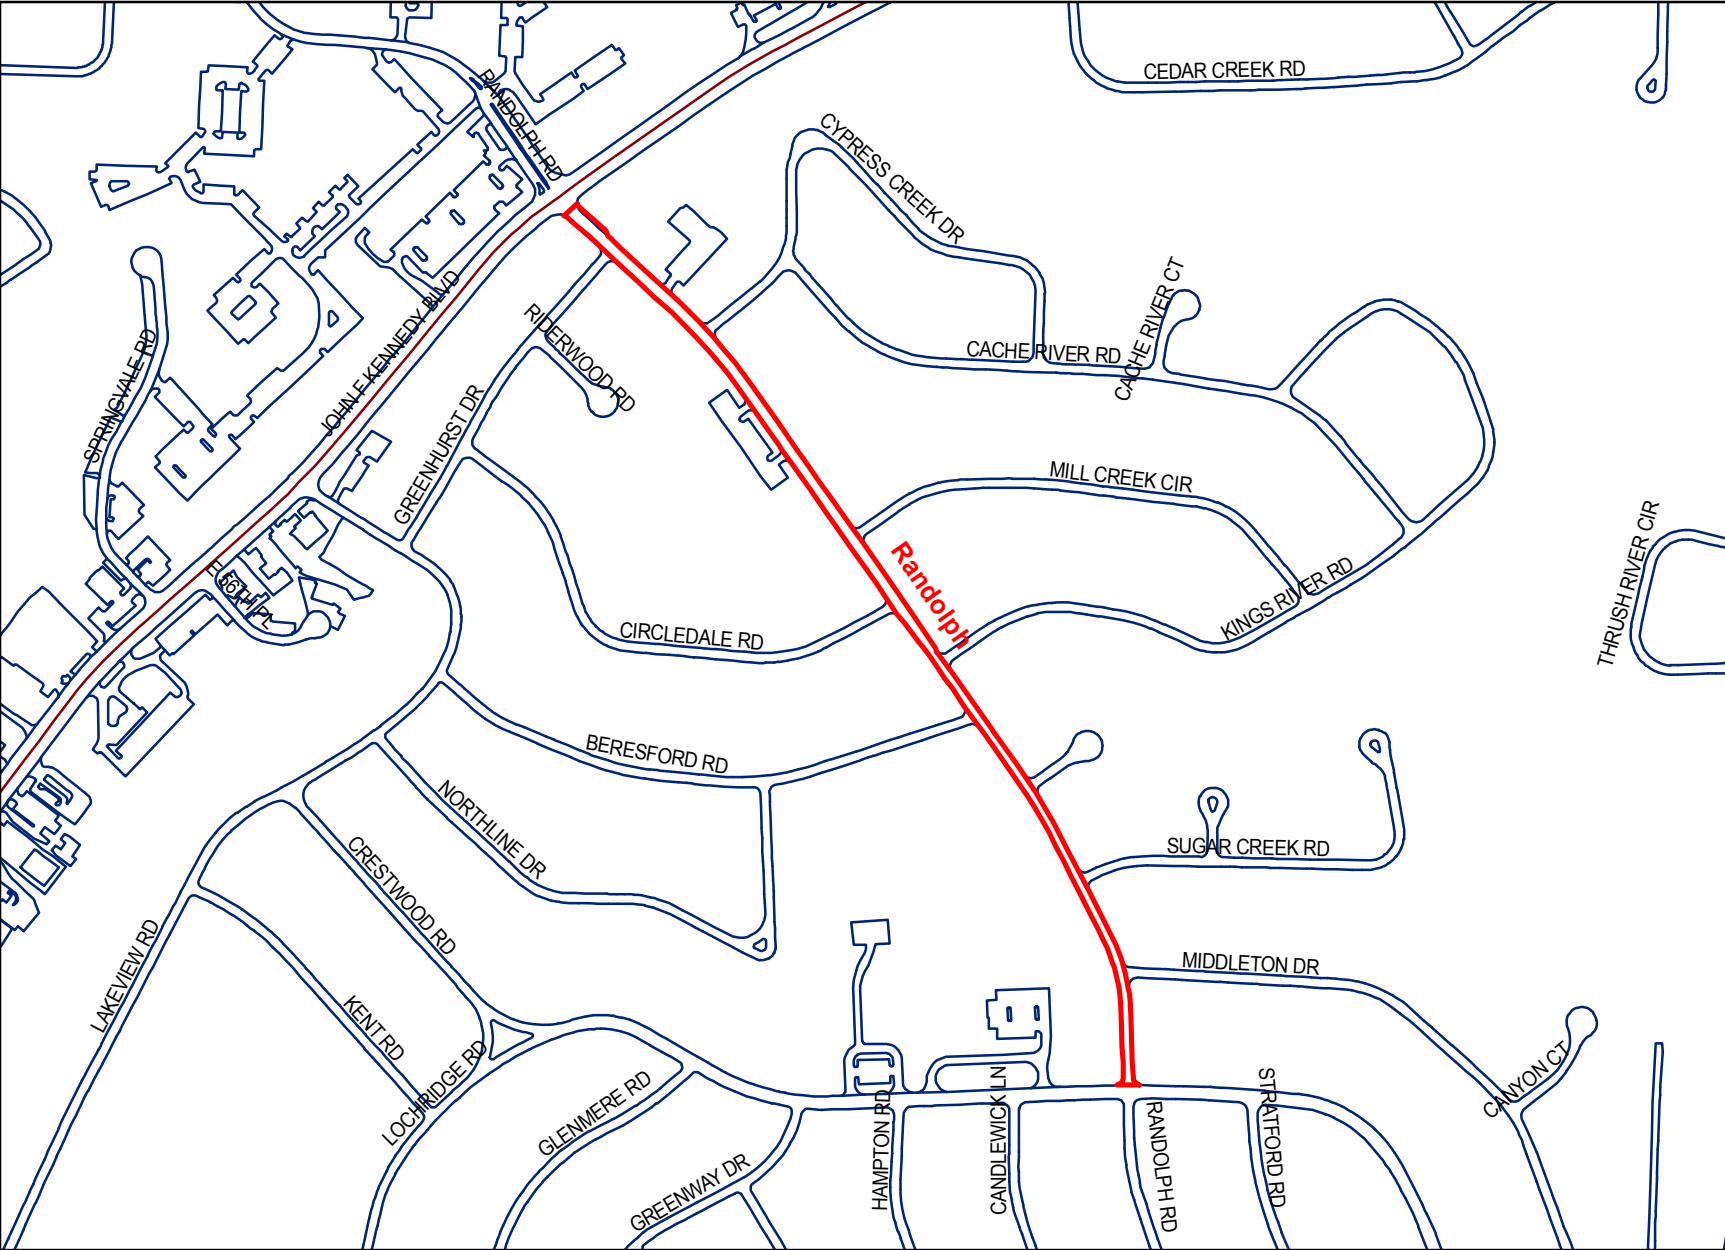 CEDAR CREEK RD
RANDOLPH RD
CYPRESS CREEK DR
CACHE RIVER CT
JOHN F KENNEDY BLVD
RIDERWOOD RD
SPRINGVALE RD
CACHE RIVER RD
GREENHURST DR
MILL CREEK CIR
THRUSH RIVER CIR
Randolph
E 56TH PL
KINGS RIVER RD
CIRCLEDALE RD
BERESFORD RD
NORTHLINE DR
SUGAR CREEK RD
CRESTWOOD RD
LAKEVIEW RD
MIDDLETON DR
KENT RD
LOCHRIDGE RD
GLENMERE RD
CANYON CT
HAMPTON RD
CANDLEWICK LN
STRATFORD RD
RANDOLPH RD
GREENWAY DR